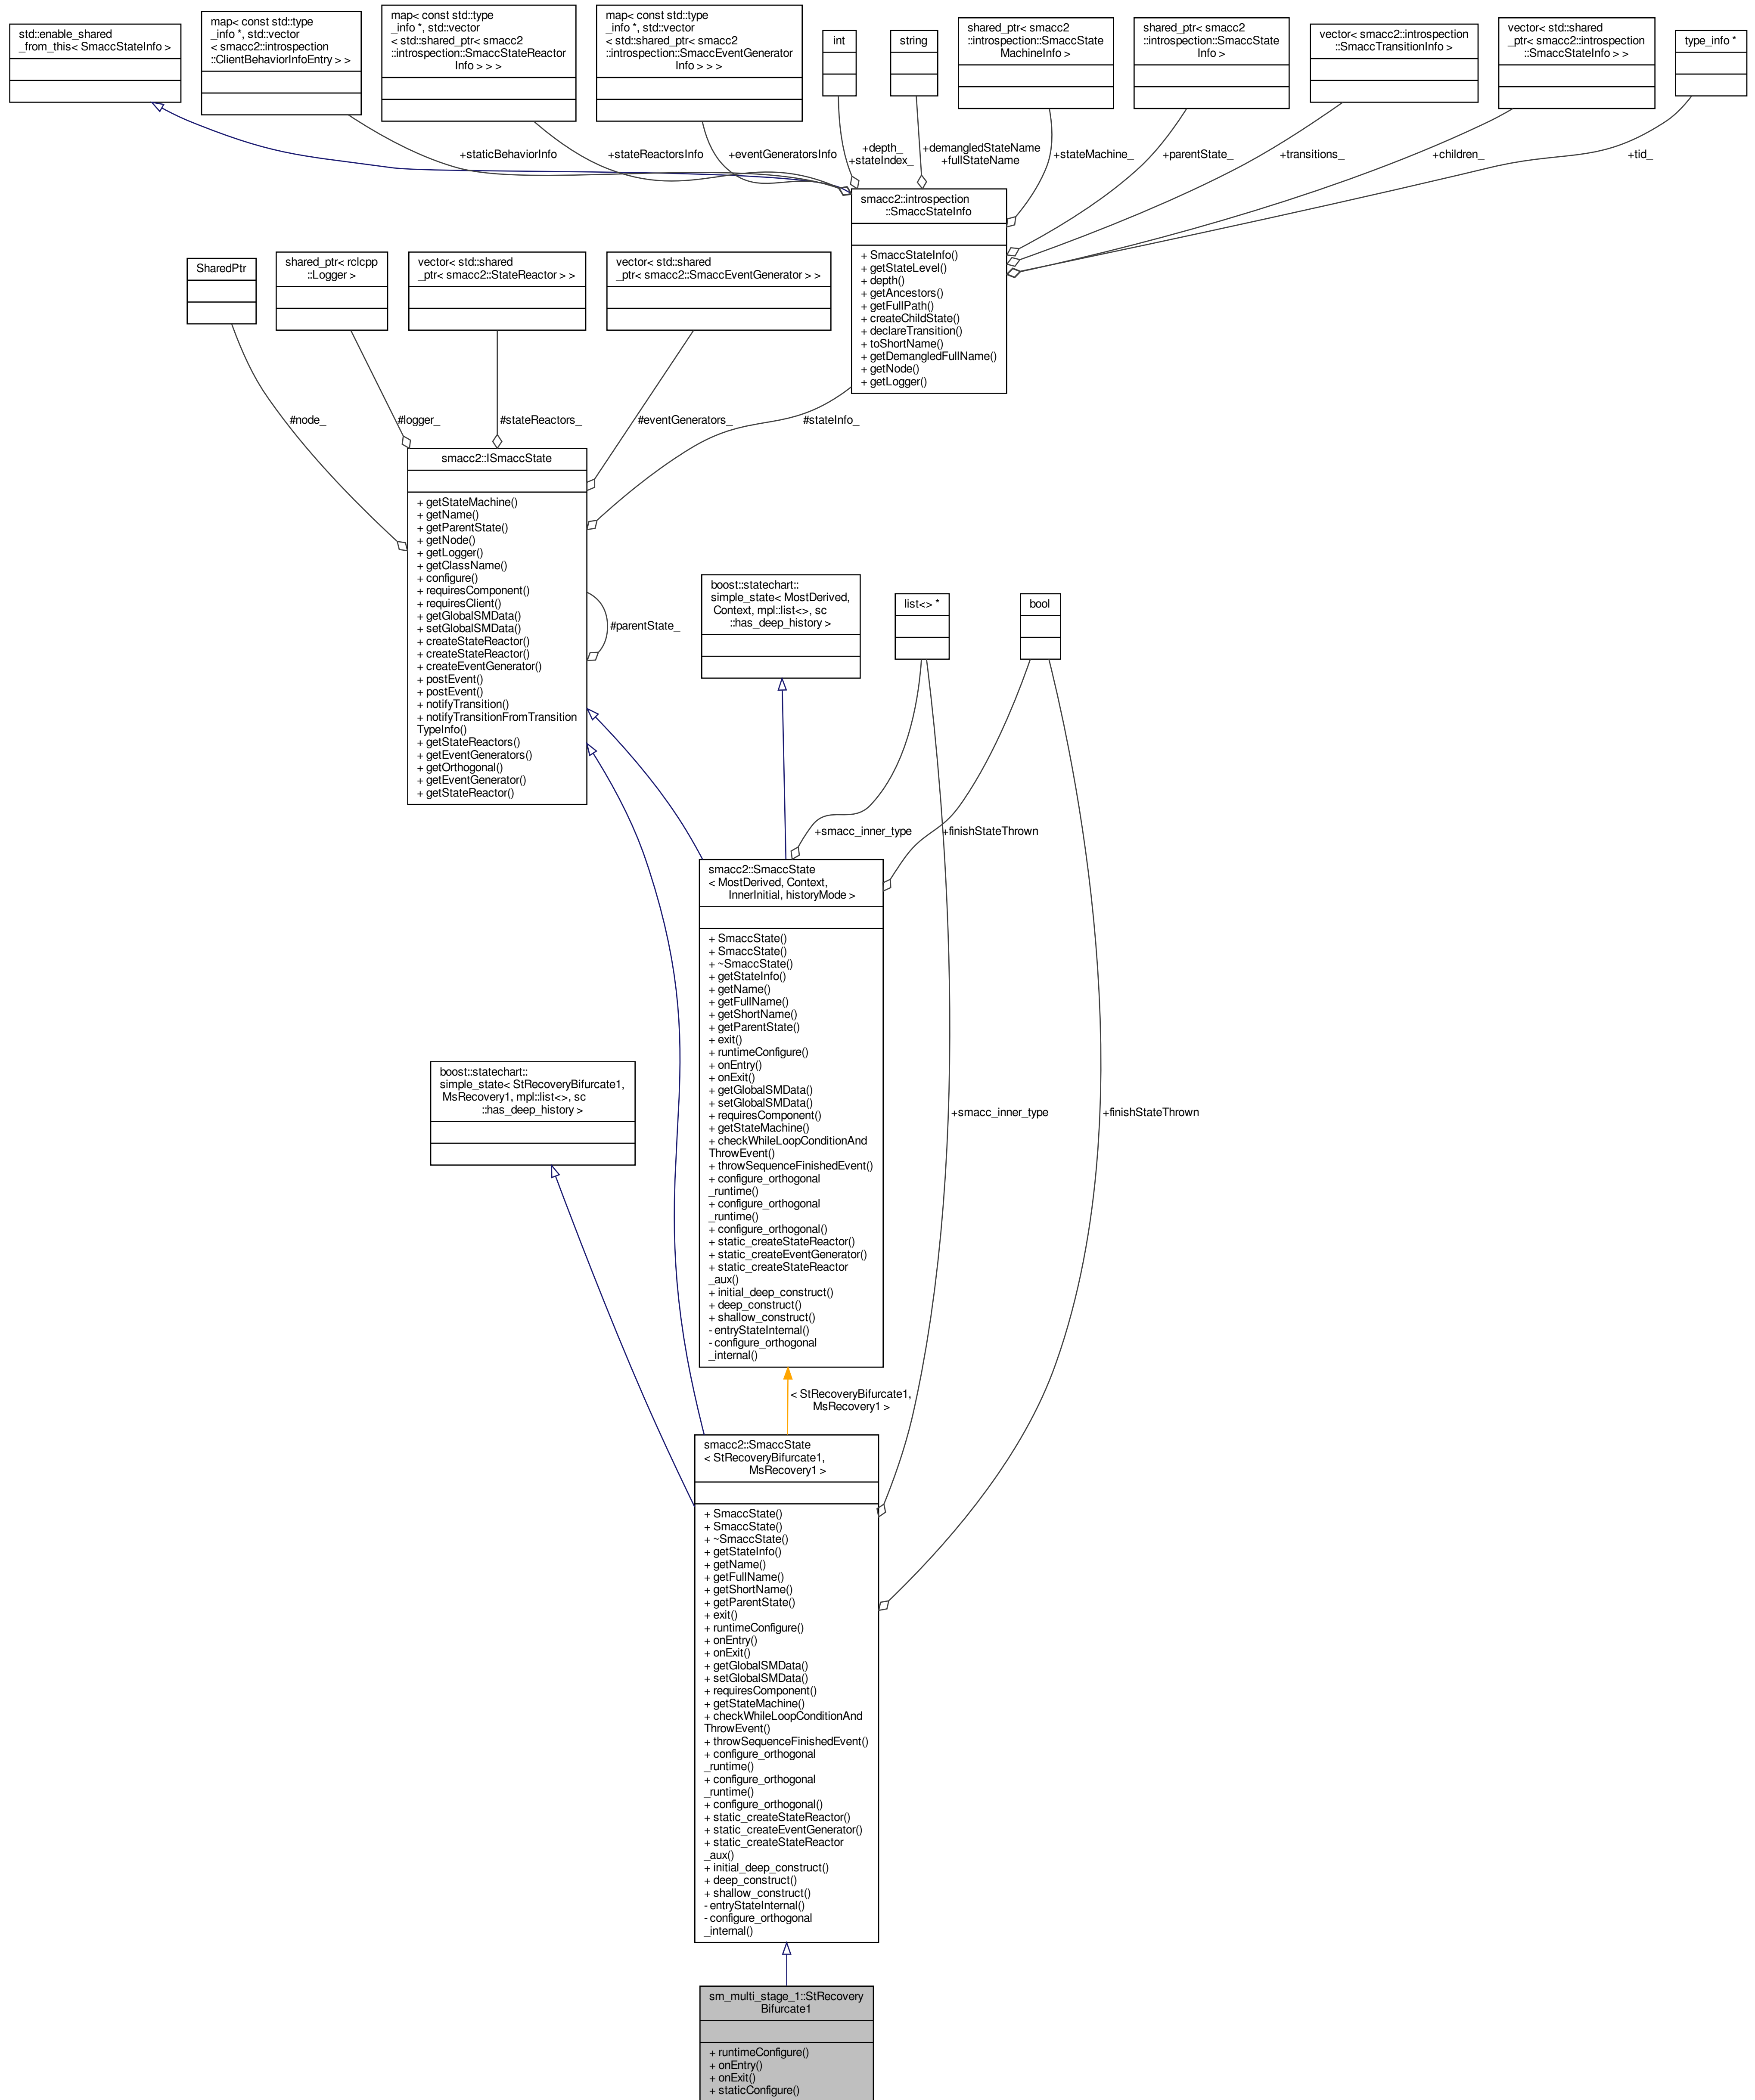 std::enable_shared
_from_this< SmaccStateInfo >
map< const std::type
_info *, std::vector
< smacc2::introspection
::ClientBehaviorInfoEntry > >
map< const std::type
_info *, std::vector
< std::shared_ptr< smacc2
::introspection::SmaccStateReactor
Info > > >
map< const std::type
_info *, std::vector
< std::shared_ptr< smacc2
::introspection::SmaccEventGenerator
Info > > >
int
string
shared_ptr< smacc2
::introspection::SmaccState
MachineInfo >
shared_ptr< smacc2
::introspection::SmaccState
Info >
vector< smacc2::introspection
::SmaccTransitionInfo >
vector< std::shared
_ptr< smacc2::introspection
::SmaccStateInfo > >
type_info *
+staticBehaviorInfo
+stateReactorsInfo
+eventGeneratorsInfo
+depth_
+stateIndex_
+demangledStateName
+fullStateName
+stateMachine_
+parentState_
+transitions_
+children_
+tid_
smacc2::introspection
::SmaccStateInfo
+ SmaccStateInfo()
+ getStateLevel()
+ depth()
+ getAncestors()
+ getFullPath()
+ createChildState()
+ declareTransition()
+ toShortName()
+ getDemangledFullName()
+ getNode()
+ getLogger()
SharedPtr
shared_ptr< rclcpp
::Logger >
vector< std::shared
_ptr< smacc2::StateReactor > >
vector< std::shared
_ptr< smacc2::SmaccEventGenerator > >
#node_
#logger_
#stateReactors_
#eventGenerators_
#stateInfo_
smacc2::ISmaccState
+ getStateMachine()
+ getName()
+ getParentState()
+ getNode()
+ getLogger()
+ getClassName()
+ configure()
+ requiresComponent()
+ requiresClient()
+ getGlobalSMData()
+ setGlobalSMData()
+ createStateReactor()
+ createStateReactor()
+ createEventGenerator()
+ postEvent()
+ postEvent()
+ notifyTransition()
+ notifyTransitionFromTransition
TypeInfo()
+ getStateReactors()
+ getEventGenerators()
+ getOrthogonal()
+ getEventGenerator()
+ getStateReactor()
#parentState_
boost::statechart::
simple_state< MostDerived,
Context, mpl::list<>, sc
::has_deep_history >
list<> *
bool
+smacc_inner_type
+finishStateThrown
smacc2::SmaccState
< MostDerived, Context,
InnerInitial, historyMode >
+ SmaccState()
+ SmaccState()
+ ~SmaccState()
+ getStateInfo()
+ getName()
+ getFullName()
+ getShortName()
+ getParentState()
+ exit()
+ runtimeConfigure()
+ onEntry()
+ onExit()
+ getGlobalSMData()
+ setGlobalSMData()
+ requiresComponent()
+ getStateMachine()
+ checkWhileLoopConditionAnd
ThrowEvent()
+ throwSequenceFinishedEvent()
+ configure_orthogonal
_runtime()
+ configure_orthogonal
_runtime()
+ configure_orthogonal()
+ static_createStateReactor()
+ static_createEventGenerator()
+ static_createStateReactor
_aux()
+ initial_deep_construct()
+ deep_construct()
+ shallow_construct()
- entryStateInternal()
- configure_orthogonal
_internal()
boost::statechart::
simple_state< StRecoveryBifurcate1,
MsRecovery1, mpl::list<>, sc
::has_deep_history >
+smacc_inner_type
+finishStateThrown
< StRecoveryBifurcate1,
MsRecovery1 >
smacc2::SmaccState
< StRecoveryBifurcate1,
MsRecovery1 >
+ SmaccState()
+ SmaccState()
+ ~SmaccState()
+ getStateInfo()
+ getName()
+ getFullName()
+ getShortName()
+ getParentState()
+ exit()
+ runtimeConfigure()
+ onEntry()
+ onExit()
+ getGlobalSMData()
+ setGlobalSMData()
+ requiresComponent()
+ getStateMachine()
+ checkWhileLoopConditionAnd
ThrowEvent()
+ throwSequenceFinishedEvent()
+ configure_orthogonal
_runtime()
+ configure_orthogonal
_runtime()
+ configure_orthogonal()
+ static_createStateReactor()
+ static_createEventGenerator()
+ static_createStateReactor
_aux()
+ initial_deep_construct()
+ deep_construct()
+ shallow_construct()
- entryStateInternal()
- configure_orthogonal
_internal()
sm_multi_stage_1::StRecovery
Bifurcate1
+ runtimeConfigure()
+ onEntry()
+ onExit()
+ staticConfigure()